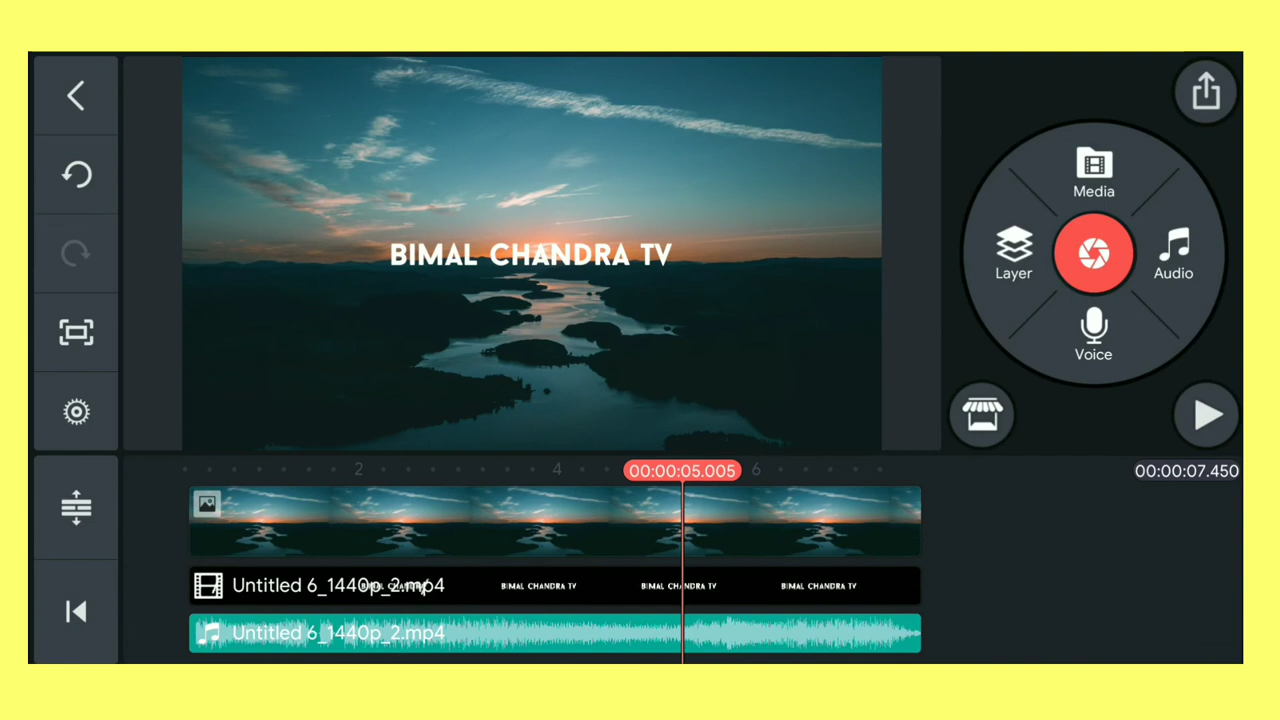 BIMAL CHANDRA TV
Media
Layer
Audio
Voice
2
4
00:00:05.005
6
00:00:07.450
Untitled 6_1440p_2.mp4
BIMAL CHANDRA TV
BIMAL CHANDRA TV
BIMAL CHANDRA TV
Untitled 6_1440p_2.mp4